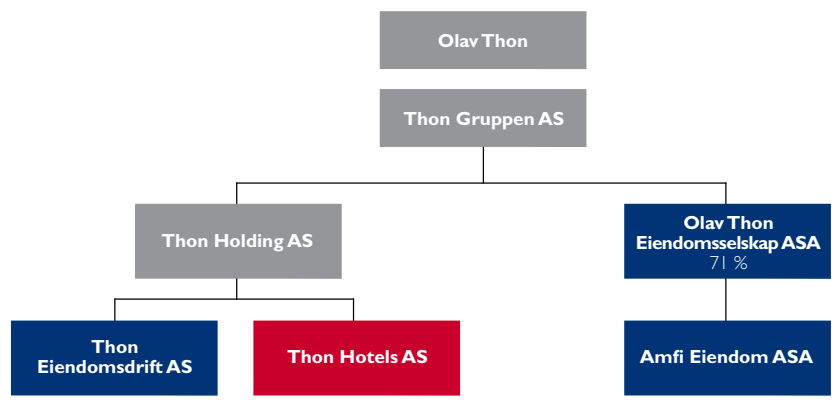 Olav Thon
Thon Gruppen AS
Thon Holding AS
Olav Thon
Eiendomsselskap ASA
71 %
Thon
Eiendomsdrift AS
Thon Hotels AS
Amfi Eiendom ASA